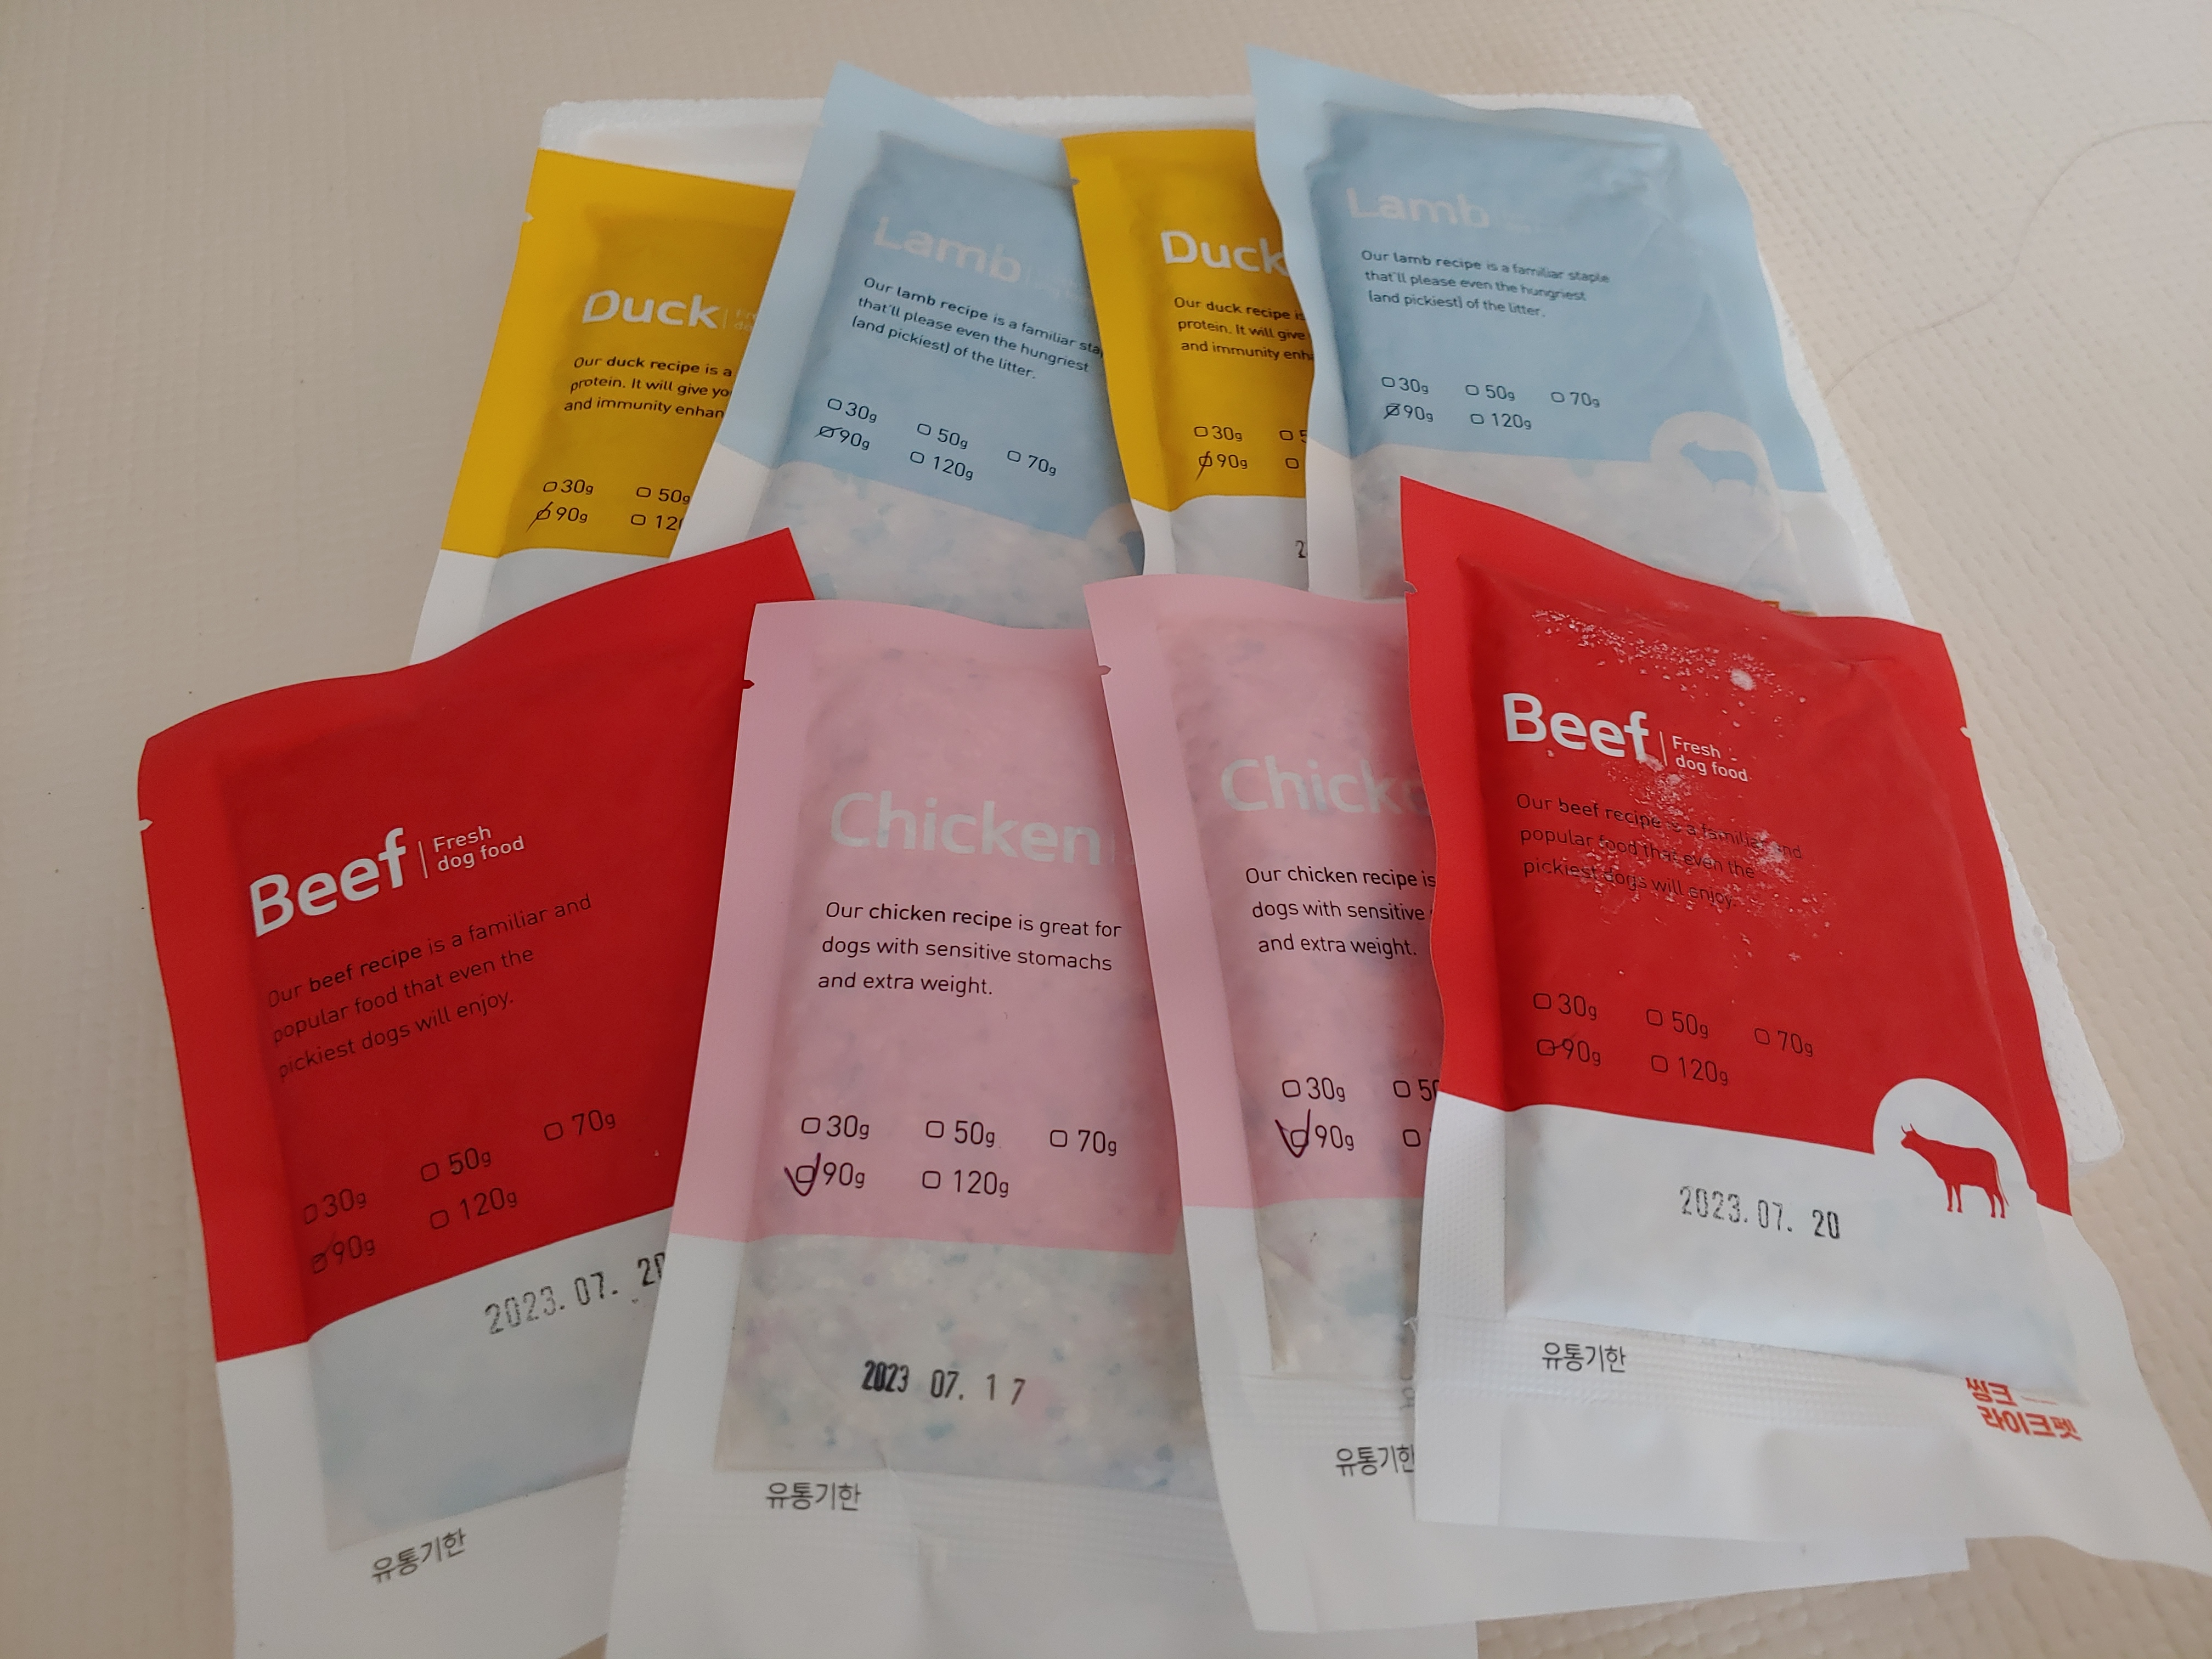 Duck
Our duck recipe is a
protein. It will give yo
and immunity enhan
30g 50g
90g 12
Lamb
Our lamb recipe is a familiar sta
that'll please even the hungriest
(and pickiest) of the litter.
30g 50g 70g
90g 120g
Duck
Our duck recipe is
protein. It will give
and immunity enh
30g 5
90g
2
Lamb
Our lamb recipe is a familiar staple
that'll please even the hungriest
(and pickiest) of the litter.
30g 50g 70g
90g 120g
Beef Fresh
dog food
Our beef recipe is a familiar and
popular food that even the
pickiest dogs will enjoy.
30g 50g 70g
90g 120g
2023.07. 20
유통기한
Chicken
Our chicken recipe is great for
dogs with sensitive stomachs
and extra weight.
30g 50g 70g
90g 120g
2023 07. 17
유통기한
Chicke
Our chicken recipe is
dogs with sensitive
and extra weight.
30g 50
90g
유통기한
Beef Fresh
dog food
Our beef recipe is a familiar and
popular food that even the
pickiest dogs will enjoy.
30g 50g 70g
90g 120g
2023.07. 20
유통기한
씽크
라이크펫